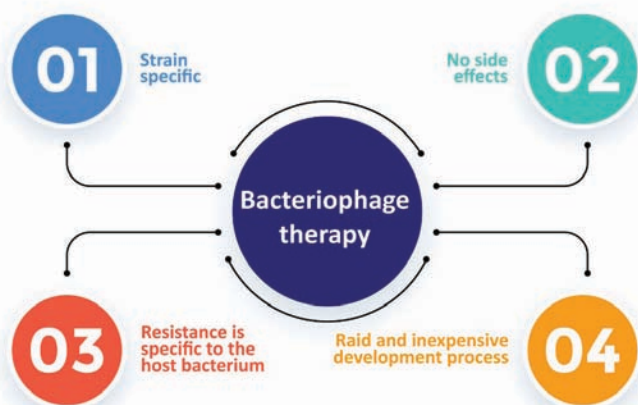 01
Strain
specific
No side
effects
02
Bacteriophage
therapy
03
Resistance is
specific to the
host bacterium
Raid and inexpensive
development process
04